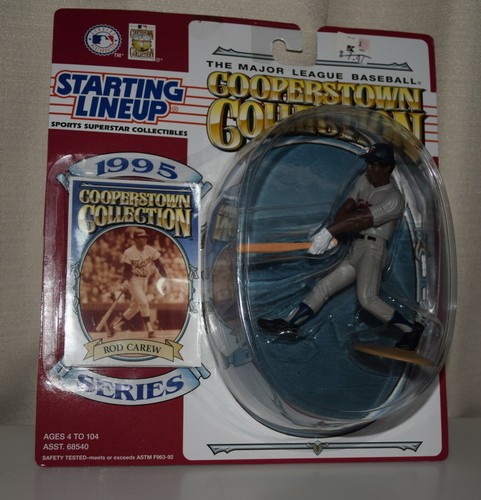 THE MAJOR LEAGUE BASEBALL®
COOPERSTOWN
COLLECTION
STARTING
LINEUP®
SPORTS SUPERSTAR COLLECTIBLES
1995
COOPERSTOWN
COLLECTION
ROD CAREW
SERIES
AGES 4 TO 104
ASST. 68540
SAFETY TESTED–meets or exceeds ASTM F963-92